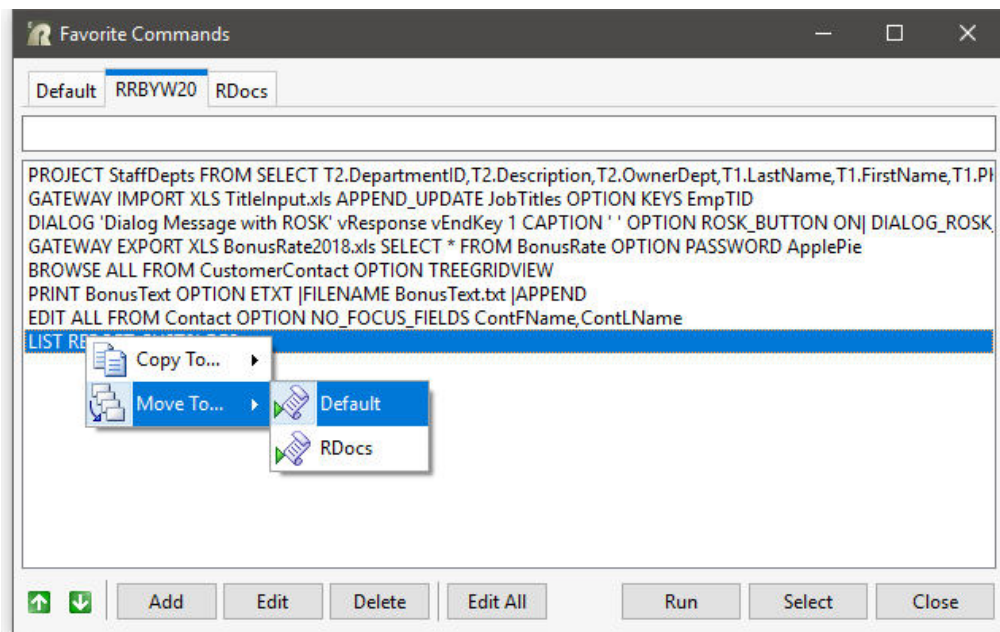 Favorite Commands
Default RRBYW20 RDocs
PROJECT StaffDepts FROM SELECT T2.DepartmentID,T2.Description,T2.OwnerDept,T1.LastName,T1.FirstName,T1.
GATEWAY IMPORT XLS TitleInput.xls APPEND_UPDATE JobTitles OPTION KEYS EmpTID
DIALOG 'Dialog Message with ROSK' vResponse vEndKey 1 CAPTION ' ' OPTION ROSK_BUTTON ON| DIALOG_ROSK_
GATEWAY EXPORT XLS BonusRate2018.xls SELECT * FROM BonusRate OPTION PASSWORD ApplePie
BROWSE ALL FROM CustomerContact OPTION TREEGRIDVIEW
PRINT BonusText OPTION ETXT |FILENAME BonusText.txt |APPEND
EDIT ALL FROM Contact OPTION NO_FOCUS_FIELDS ContFName,ContLName
LIST
Copy To...
Move To... Default
RDocs
Add Edit Delete Edit All Run Select Close